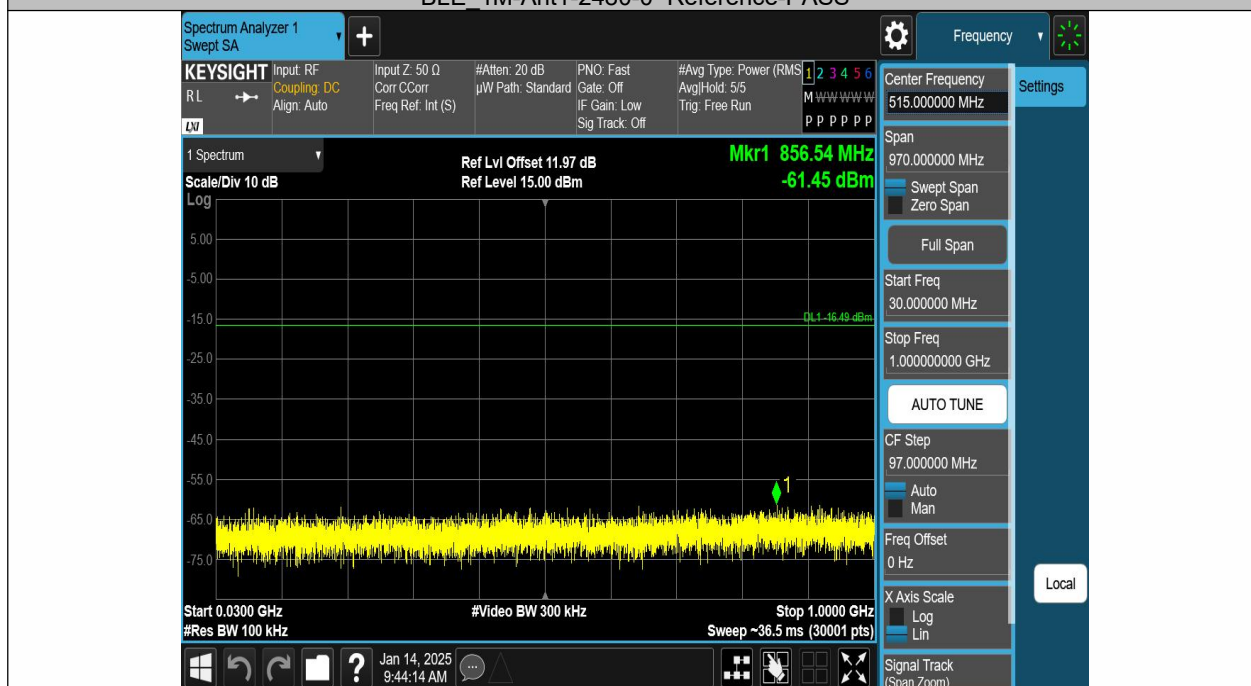 Spectrum Analyzer 1
Swept SA
+
Frequency
KEYSIGHT
RL
LXI
Input: RF
Coupling: DC
Align: Auto
Input Z: 50 Ω
Corr CCorr
Freq Ref: Int (S)
#Atten: 20 dB
µW Path: Standard
PNO: Fast
Gate: Off
IF Gain: Low
Sig Track: Off
#Avg Type: Power (RMS
Avg|Hold: 5/5
Trig: Free Run
1 2 3 4 5 6
M W W W W W
P P P P P P
1 Spectrum
Scale/Div 10 dB
Log
Ref Lvl Offset 11.97 dB
Ref Level 15.00 dBm
Mkr1 856.54 MHz
-61.45 dBm
5.00
-5.00
-15.0
DL1 -16.49 dBm
-25.0
-35.0
-45.0
-55.0
1
-65.0
-75.0
Start 0.0300 GHz
#Video BW 300 kHz
Stop 1.0000 GHz
#Res BW 100 kHz
Sweep ~36.5 ms (30001 pts)
?
Jan 14, 2025
9:44:14 AM
Center Frequency
515.000000 MHz
Settings
Span
970.000000 MHz
Swept Span
Zero Span
Full Span
Start Freq
30.000000 MHz
Stop Freq
1.000000000 GHz
AUTO TUNE
CF Step
97.000000 MHz
Auto
Man
Freq Offset
0 Hz
X Axis Scale
Log
Lin
Local
Signal Track
(Span Zoom)